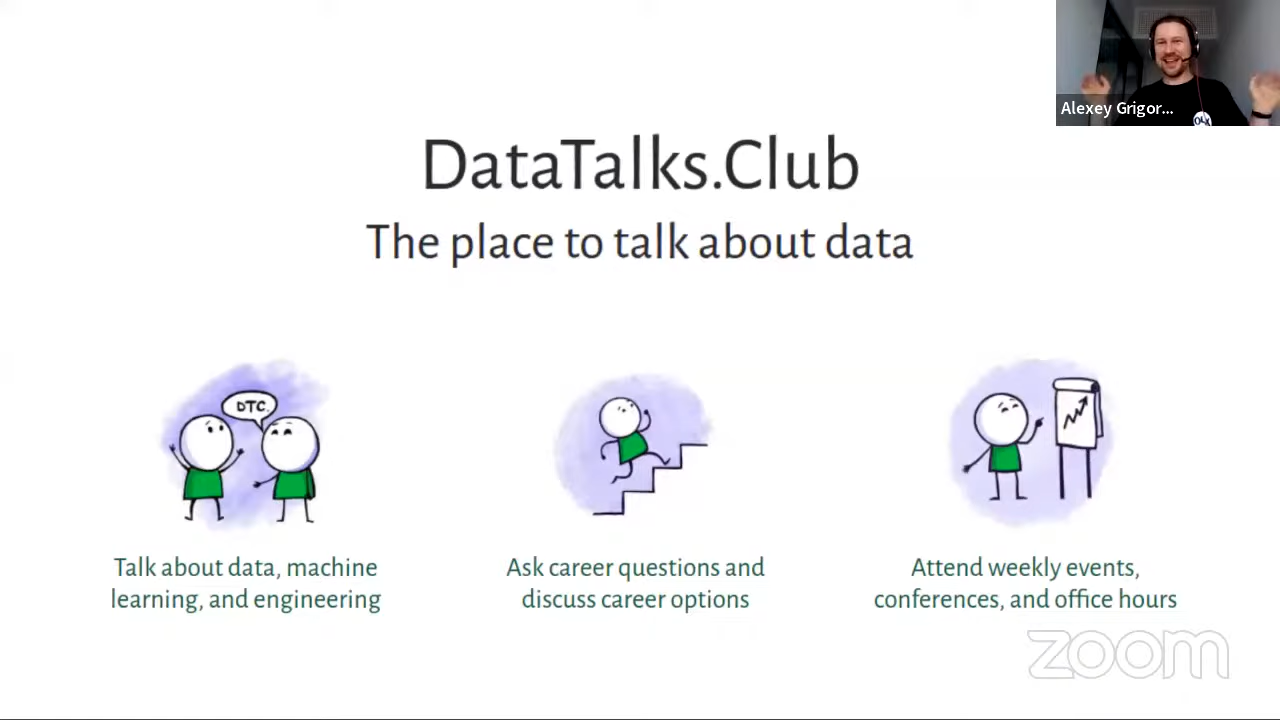 Alexey Grigor...
DataTalks.Club
The place to talk about data
DTC.
Talk about data, machine
learning, and engineering
Ask career questions and
discuss career options
Attend weekly events,
conferences, and office hours
zoom